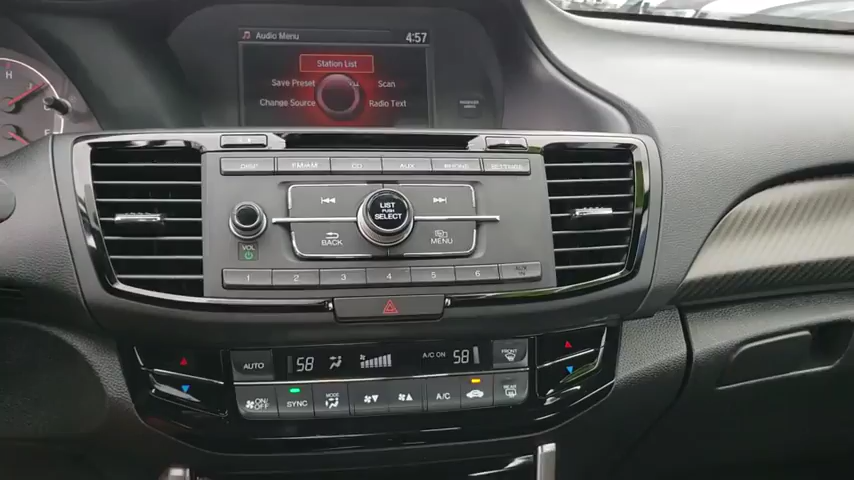 Audio Menu 4:57
Station List
Save Preset Scan
Change Source Radio Text
H
DISP FM/AM CD AUX PHONE SETTINGS
LIST
PUSH
SELECT
VOL
BACK MENU
1 2 3 4 5 6 AUX IN
AUTO 58 A/C ON 58 FRONT
ON/OFF SYNC MODE A/C REAR